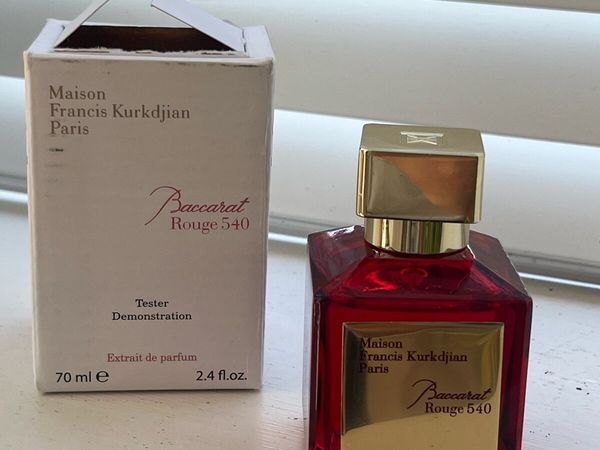 Maison
Francis Kurkdjian
Paris
Baccarat
Rouge 540
Tester
Demonstration
Extrait de parfum
70 ml ℮ 2.4 fl.oz.
Maison
Francis Kurkdjian
Paris
Baccarat
Rouge 540